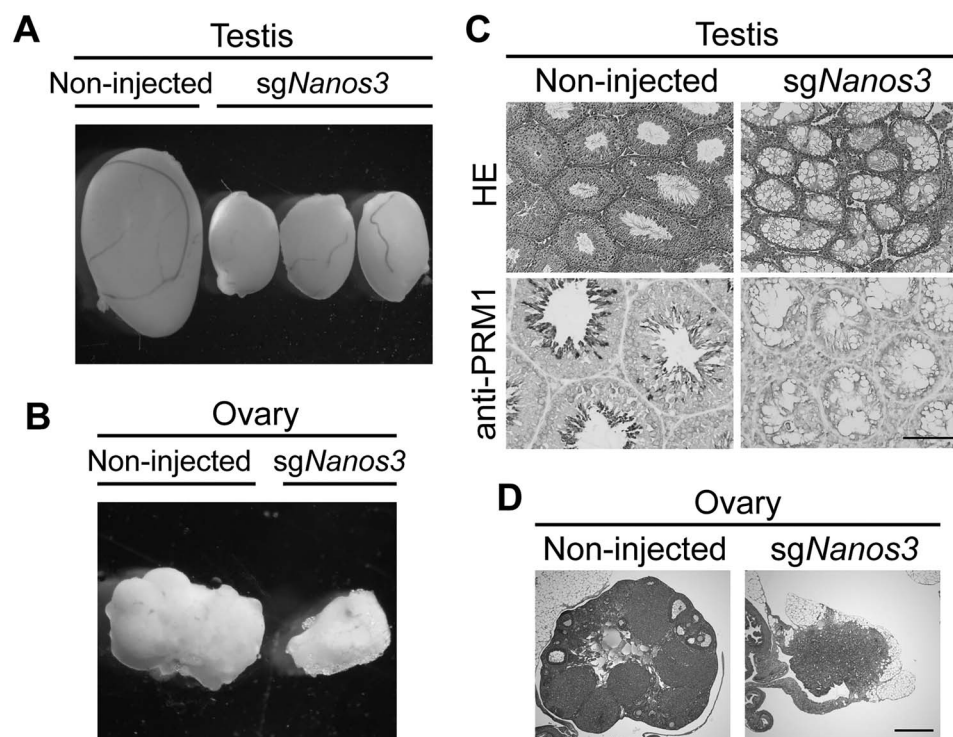 A
Testis
Non-injected sgNanos3
B
Ovary
Non-injected sgNanos3
C
Testis
Non-injected sgNanos3
HE
anti-PRM1
D
Ovary
Non-injected sgNanos3